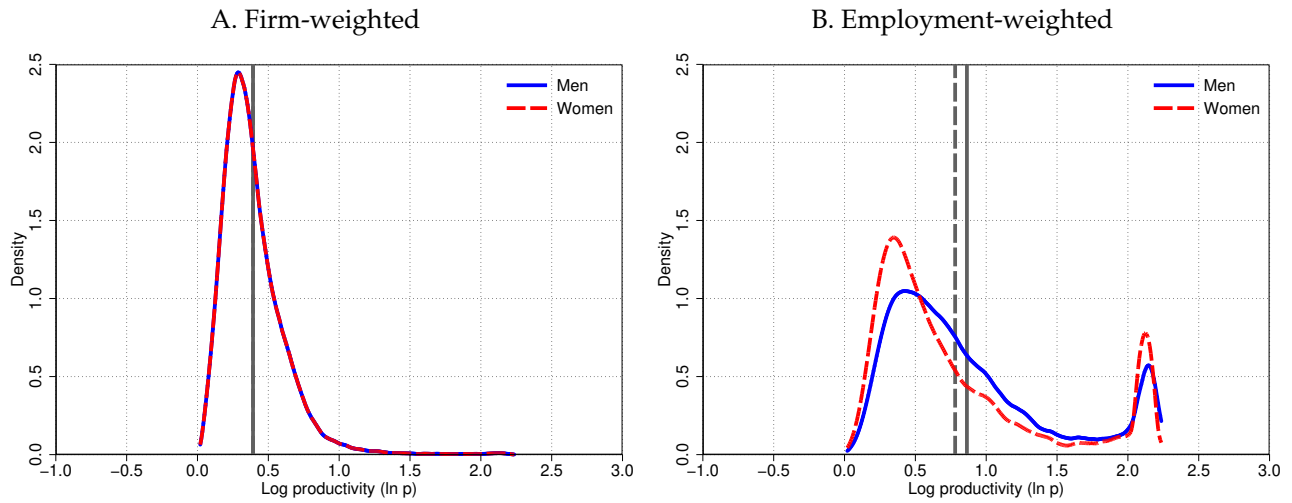 A. Firm-weighted
2.5
2.0
1.5
1.0
0.5
0.0
Density
Men
Women
−1.0 −0.5 0.0 0.5 1.0 1.5 2.0 2.5 3.0
Log productivity (ln p)
B. Employment-weighted
2.5
2.0
1.5
1.0
0.5
0.0
Density
Men
Women
−1.0 −0.5 0.0 0.5 1.0 1.5 2.0 2.5 3.0
Log productivity (ln p)